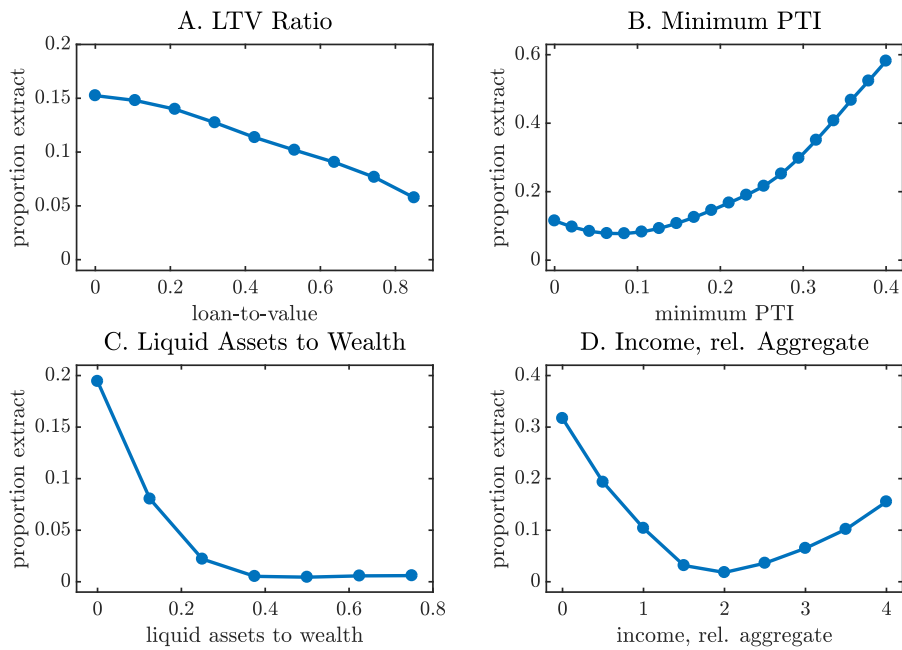 A. LTV Ratio
proportion extract
0.2
0.15
0.1
0.05
0
0 0.2 0.4 0.6 0.8
loan-to-value
B. Minimum PTI
proportion extract
0.6
0.4
0.2
0
0 0.1 0.2 0.3 0.4
minimum PTI
C. Liquid Assets to Wealth
proportion extract
0.2
0.15
0.1
0.05
0
0 0.2 0.4 0.6 0.8
liquid assets to wealth
D. Income, rel. Aggregate
proportion extract
0.4
0.3
0.2
0.1
0
0 1 2 3 4
income, rel. aggregate